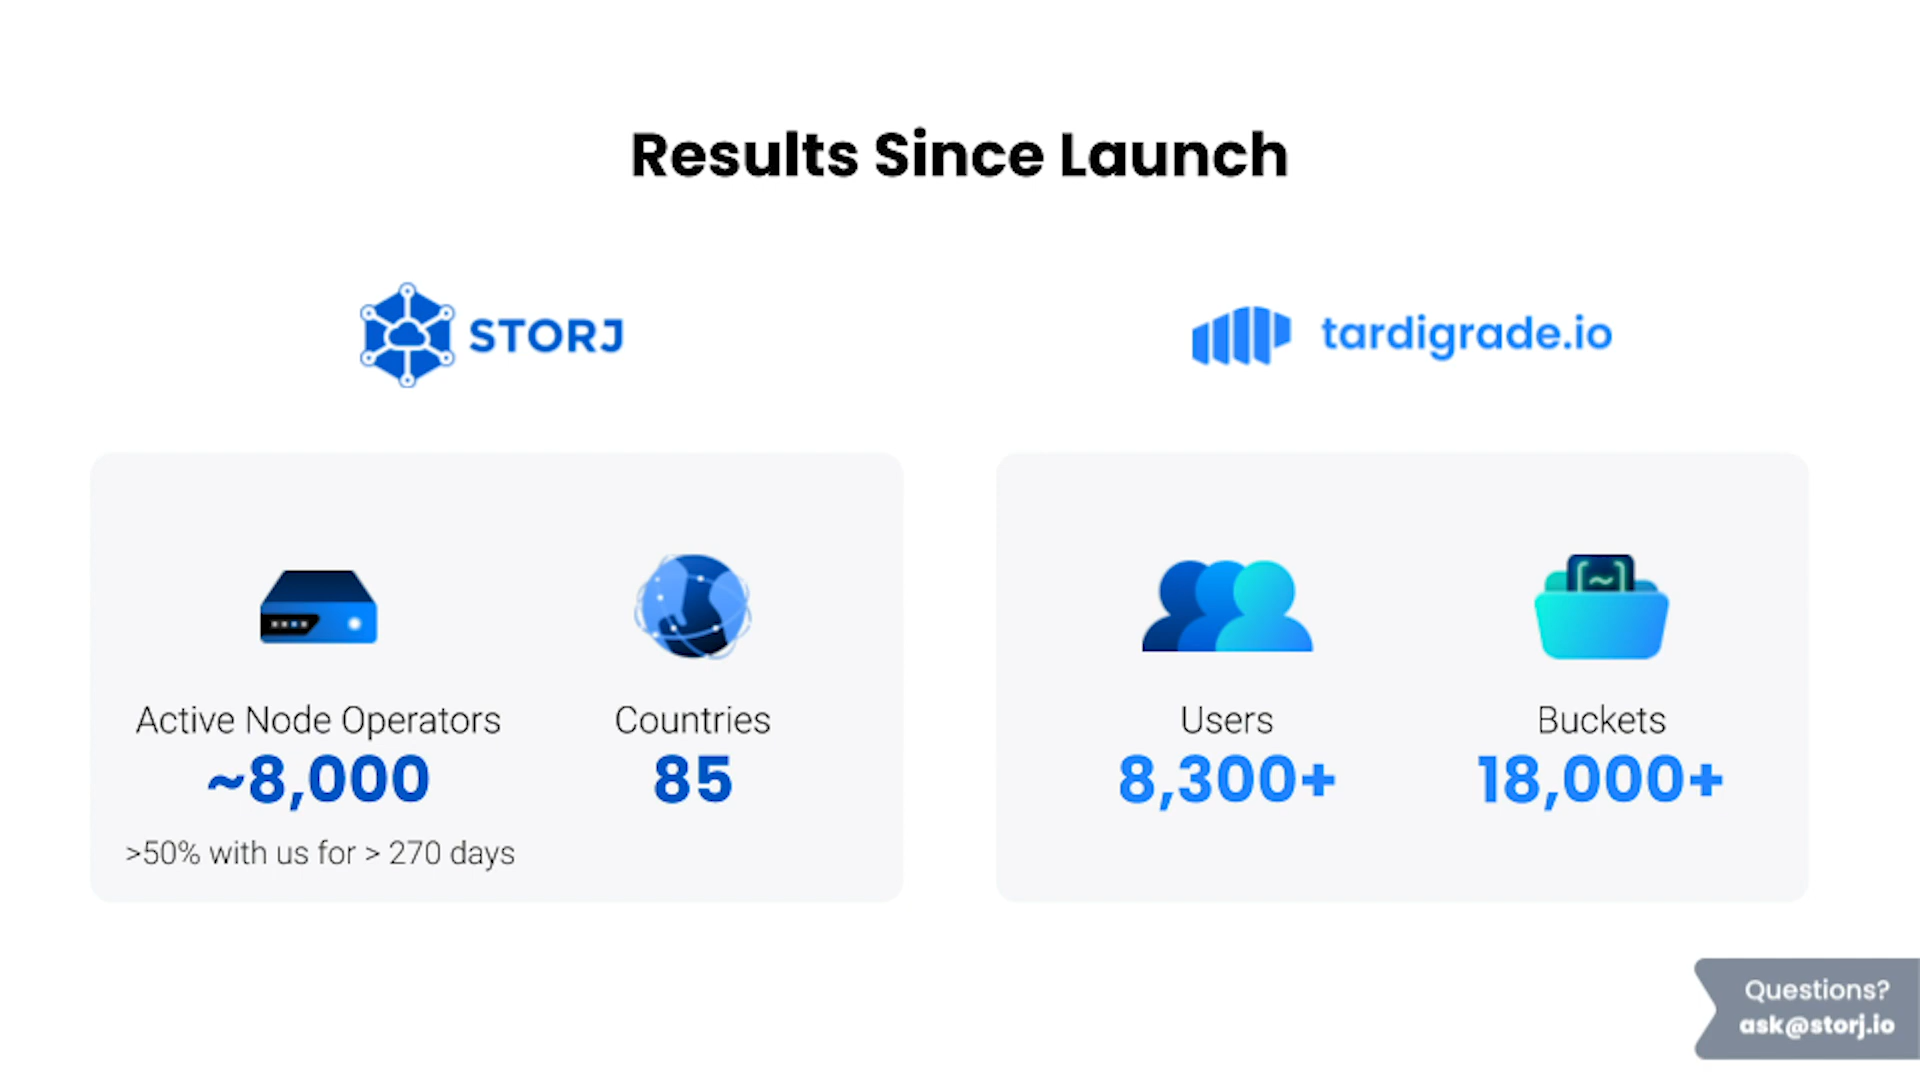 Results Since Launch
STORJ
tardigrade.io
Active Node Operators
~8,000
>50% with us for > 270 days
Countries
85
Users
8,300+
Buckets
[~]
18,000+
Questions?
ask@storj.io